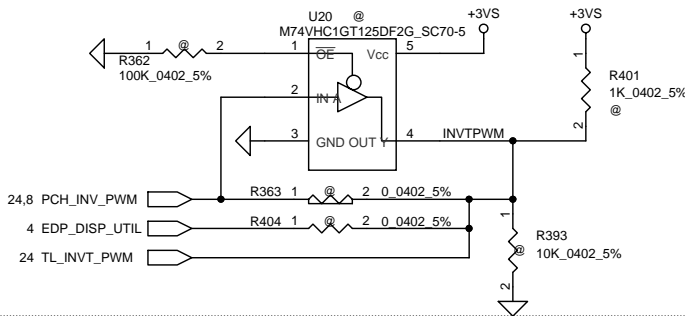 U20 @
M74VHC1GT125DF2G_SC70-5
+3VS
+3VS
1 @ 2
R362
100K_0402_5%
1 OE
Vcc 5
2 IN A
3 GND OUT Y 4
INVTPWM
1
R401
1K_0402_5%
@
2
24,8 PCH_INV_PWM
R363 1 @ 2 0_0402_5%
4 EDP_DISP_UTIL
R404 1 @ 2 0_0402_5%
24 TL_INVT_PWM
1
R393
@
10K_0402_5%
2